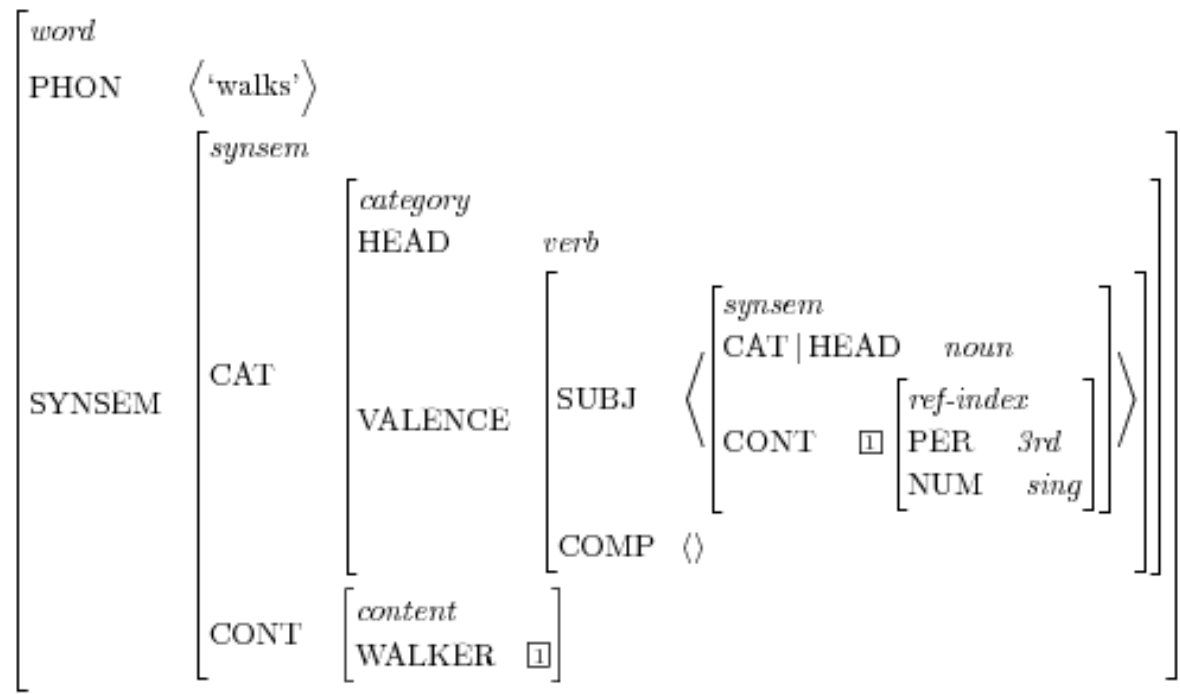 word
PHON ⟨‘walks’⟩
synsem
category
HEAD verb
synsem
CAT | HEAD noun
CAT
SUBJ
ref-index
SYNSEM
VALENCE
CONT 1 PER 3rd
NUM sing
COMP ⟨⟩
content
CONT
WALKER 1